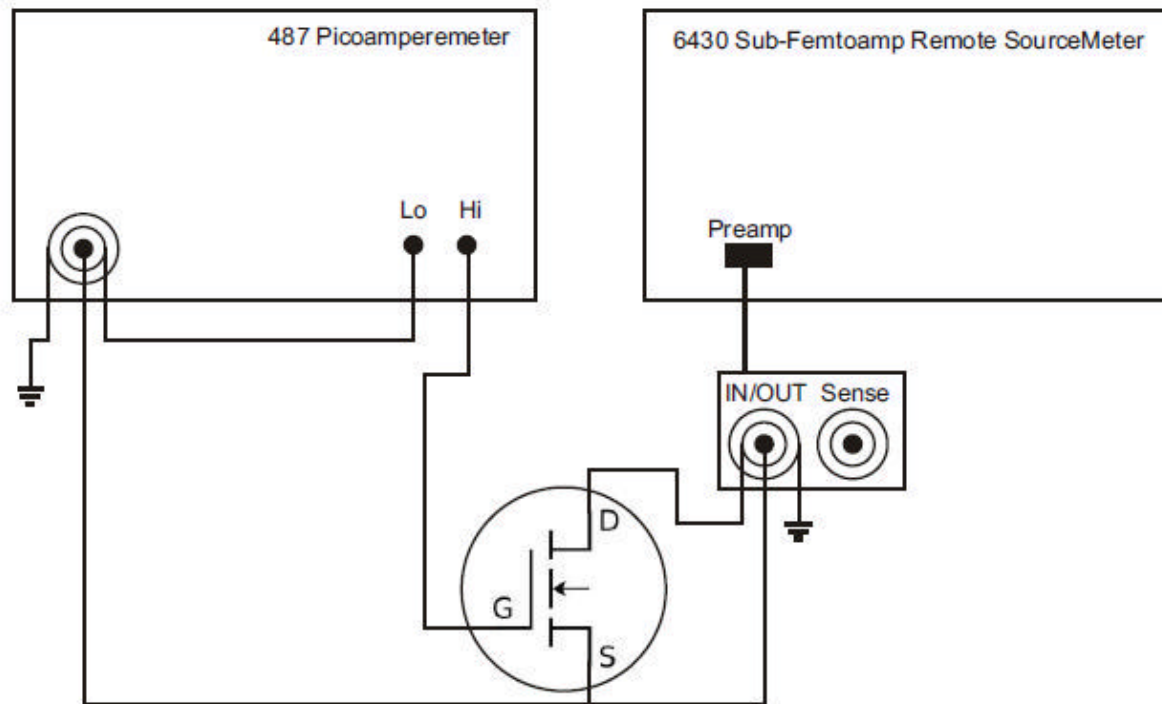 487 Picoamperemeter
6430 Sub-Femtoamp Remote SourceMeter
Lo Hi
Preamp
IN/OUT Sense
D
G
S